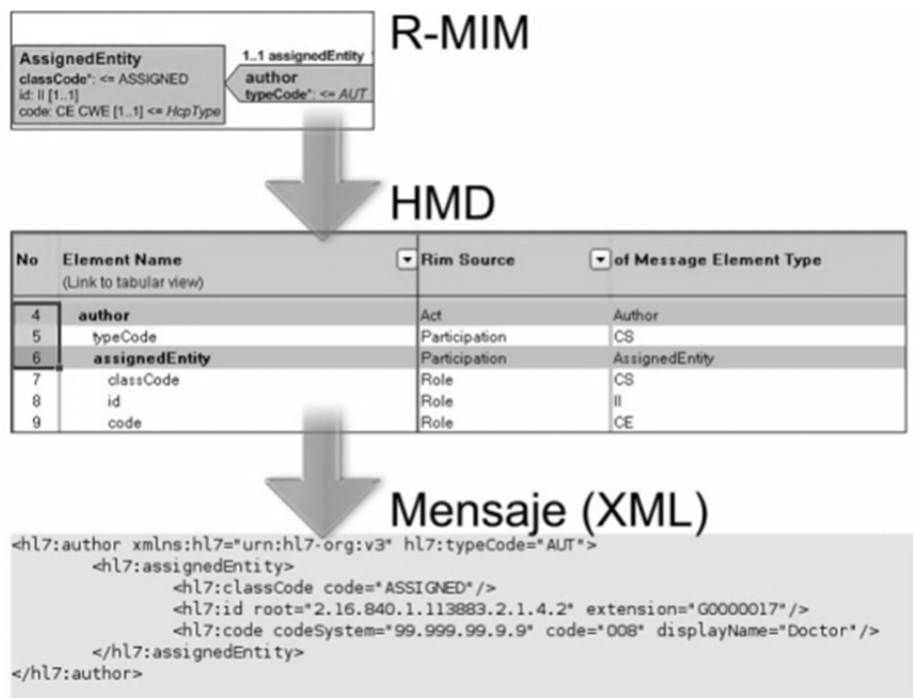 R-MIM
AssignedEntity
classCode*: <= ASSIGNED
id: II [1..1]
code: CE CWE [1..1] <= HcpType
1..1 assignedEntity
author
typeCode*: <= AUT
HMD
No Element Name Rim Source of Message Element Type
(Link to tabular view)
4 author Act Author
5 typeCode Participation CS
6 assignedEntity Participation AssignedEntity
7 classCode Role CS
8 id Role II
9 code Role CE
Mensaje (XML)
<hl7:author xmlns:hl7="urn:hl7-org:v3" hl7:typeCode="AUT">
<hl7:assignedEntity>
<hl7:classCode code="ASSIGNED"/>
<hl7:id root="2.16.840.1.113883.2.1.4.2" extension="G0000017"/>
<hl7:code codeSystem="99.999.99.9.9" code="008" displayName="Doctor"/>
</hl7:assignedEntity>
</hl7:author>